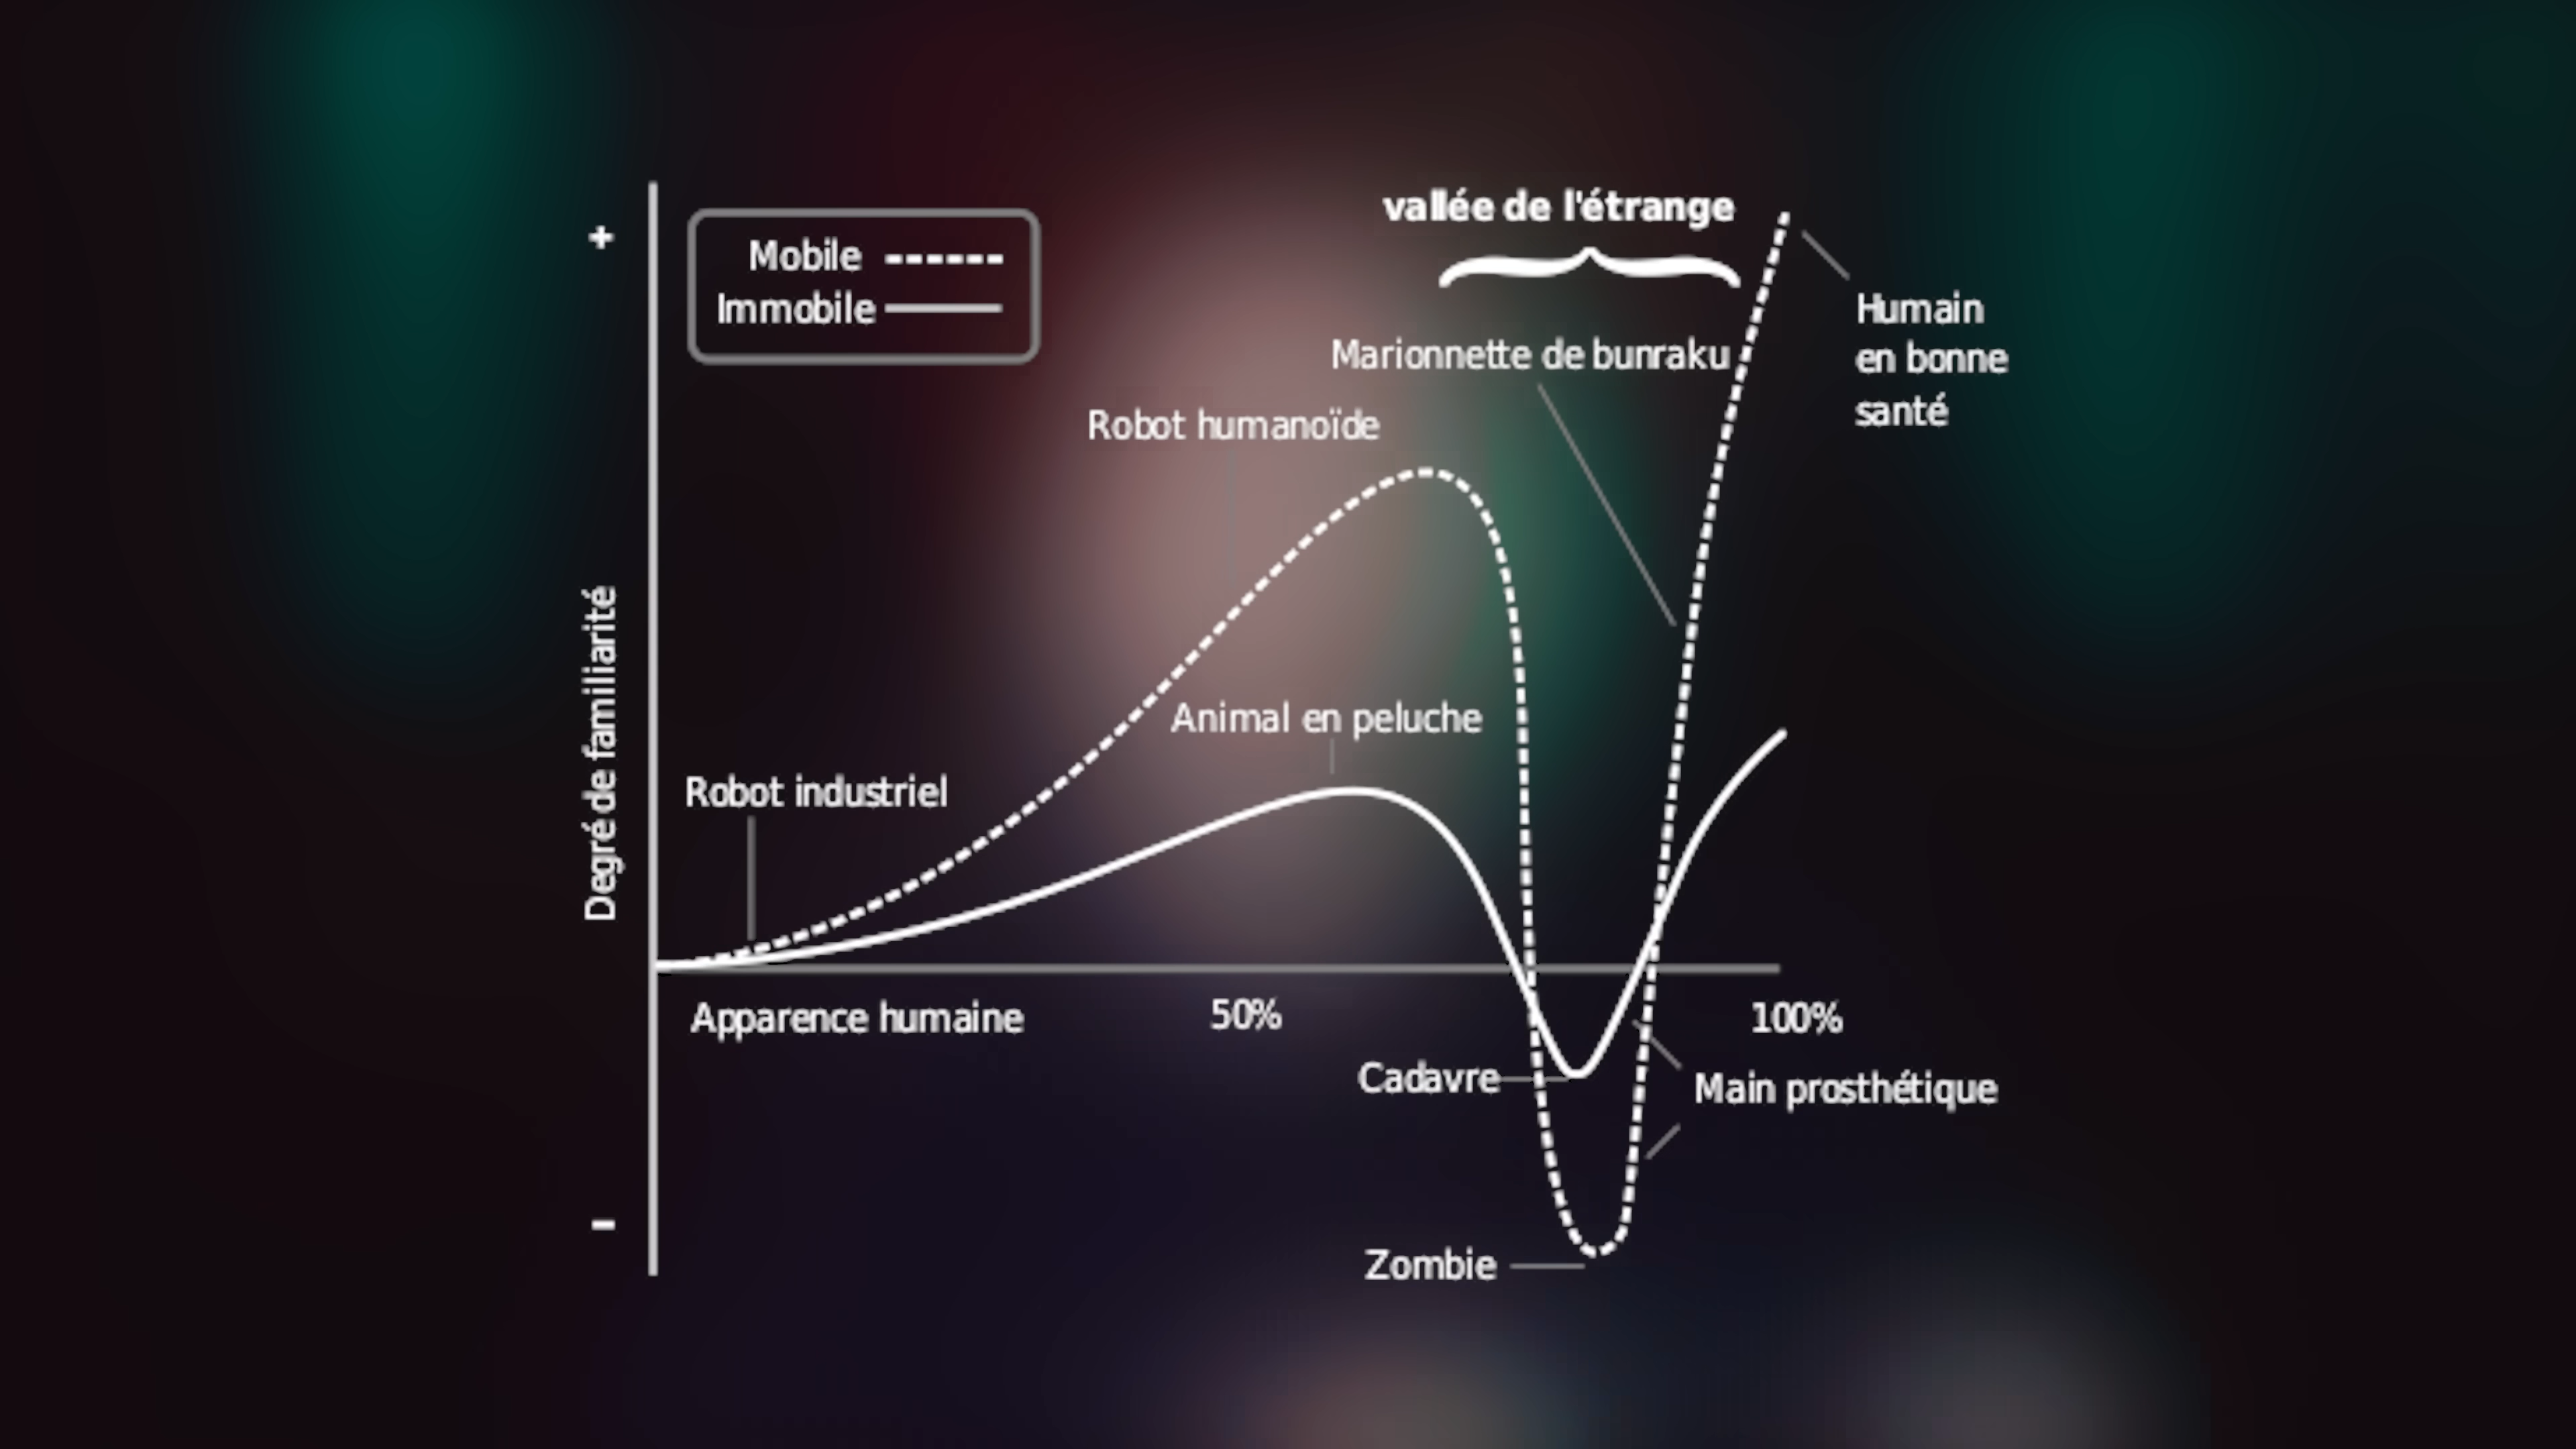 vallée de l'étrange
+
Mobile
Immobile
Humain
en bonne
santé
Marionnette de bunraku
Robot humanoïde
Degré de familiarité
Animal en peluche
Robot industriel
Apparence humaine
50%
100%
Cadavre
Main prosthétique
-
Zombie